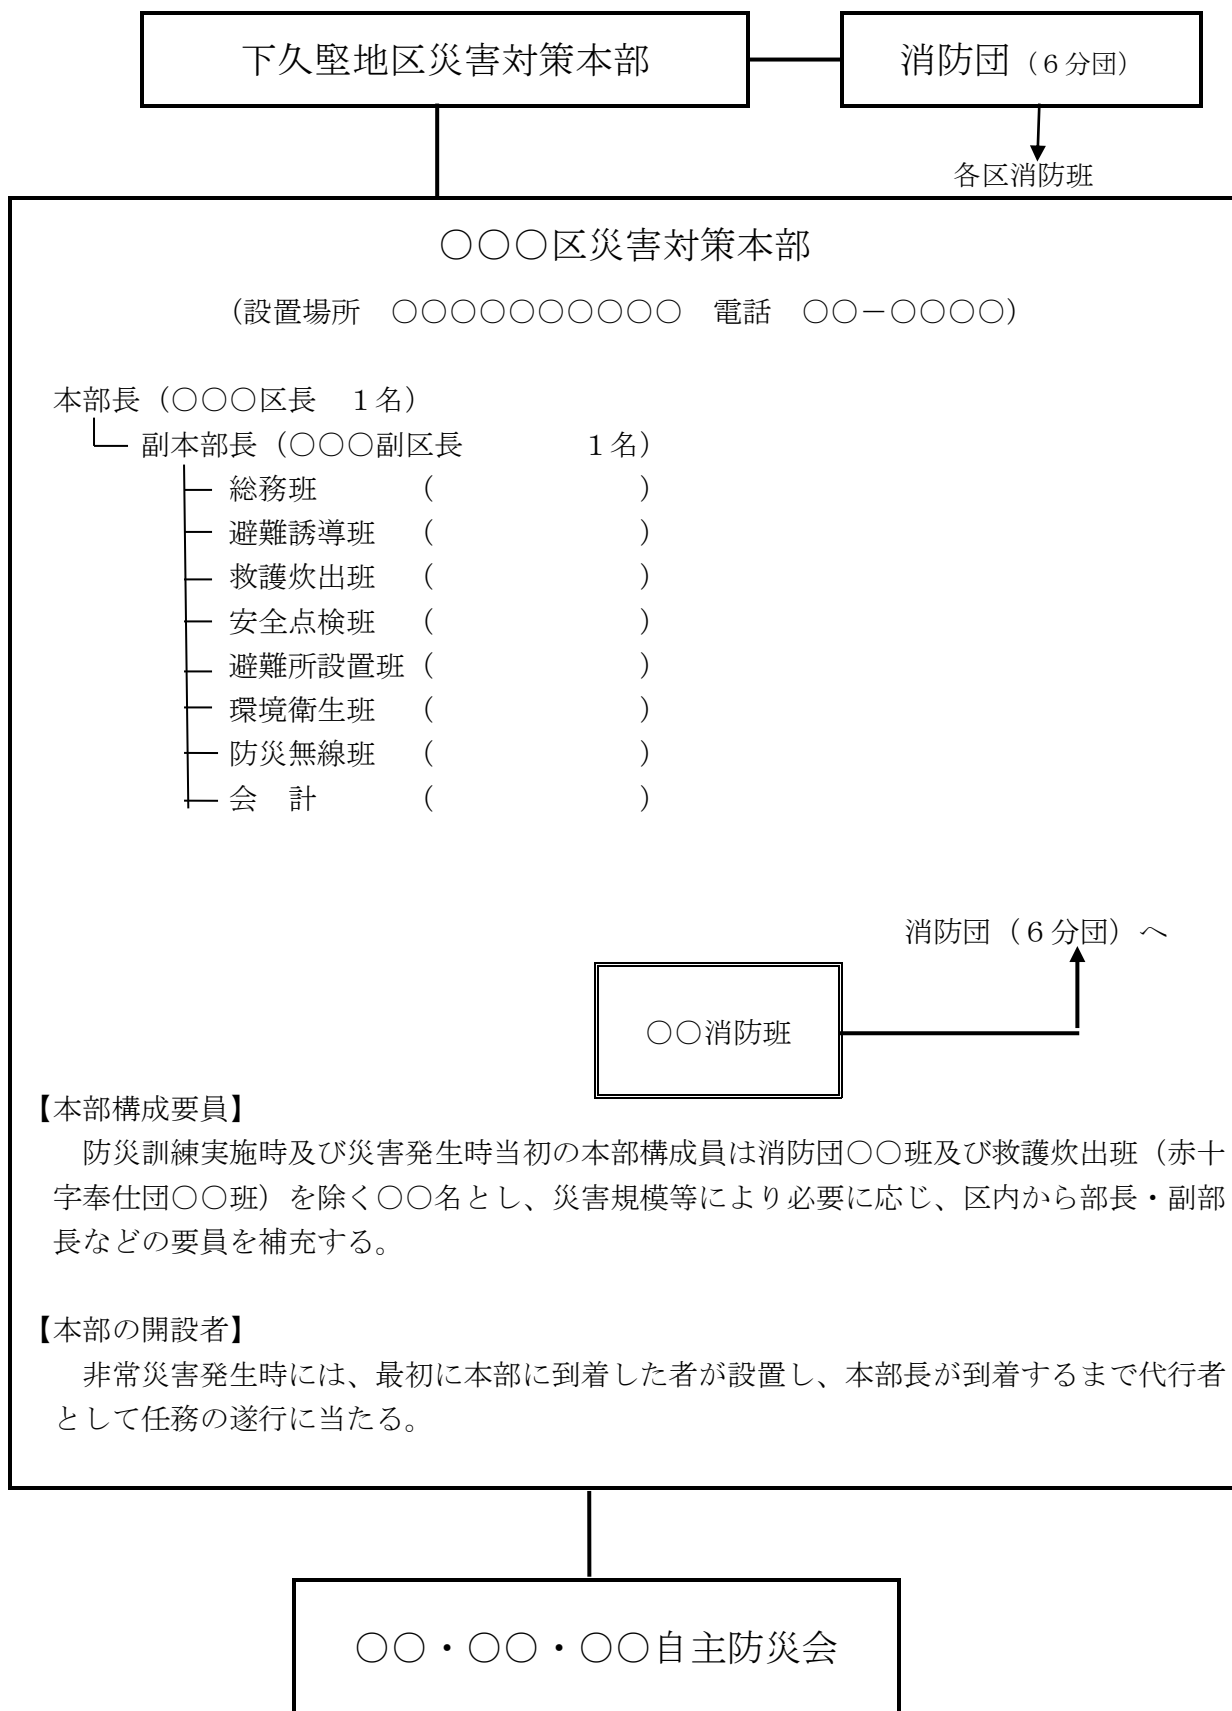 下久堅地区災害対策本部
消防団（６分団）
各区消防班
○○○区災害対策本部
（設置場所　○○○○○○○○○○　電話　○○－○○○○）
本部長（○○○区長　１名）
副本部長（○○○副区長　　　　１名）
総務班　　　（　　　　　　　）
避難誘導班　（　　　　　　　）
救護炊出班　（　　　　　　　）
安全点検班　（　　　　　　　）
避難所設置班（　　　　　　　）
環境衛生班　（　　　　　　　）
防災無線班　（　　　　　　　）
会　計　　　（　　　　　　　）
消防団（６分団）へ
○○消防班
【本部構成要員】
防災訓練実施時及び災害発生時当初の本部構成員は消防団○○班及び救護炊出班（赤十
字奉仕団○○班）を除く○○名とし、災害規模等により必要に応じ、区内から部長・副部
長などの要員を補充する。
【本部の開設者】
非常災害発生時には、最初に本部に到着した者が設置し、本部長が到着するまで代行者
として任務の遂行に当たる。
○○・○○・○○自主防災会